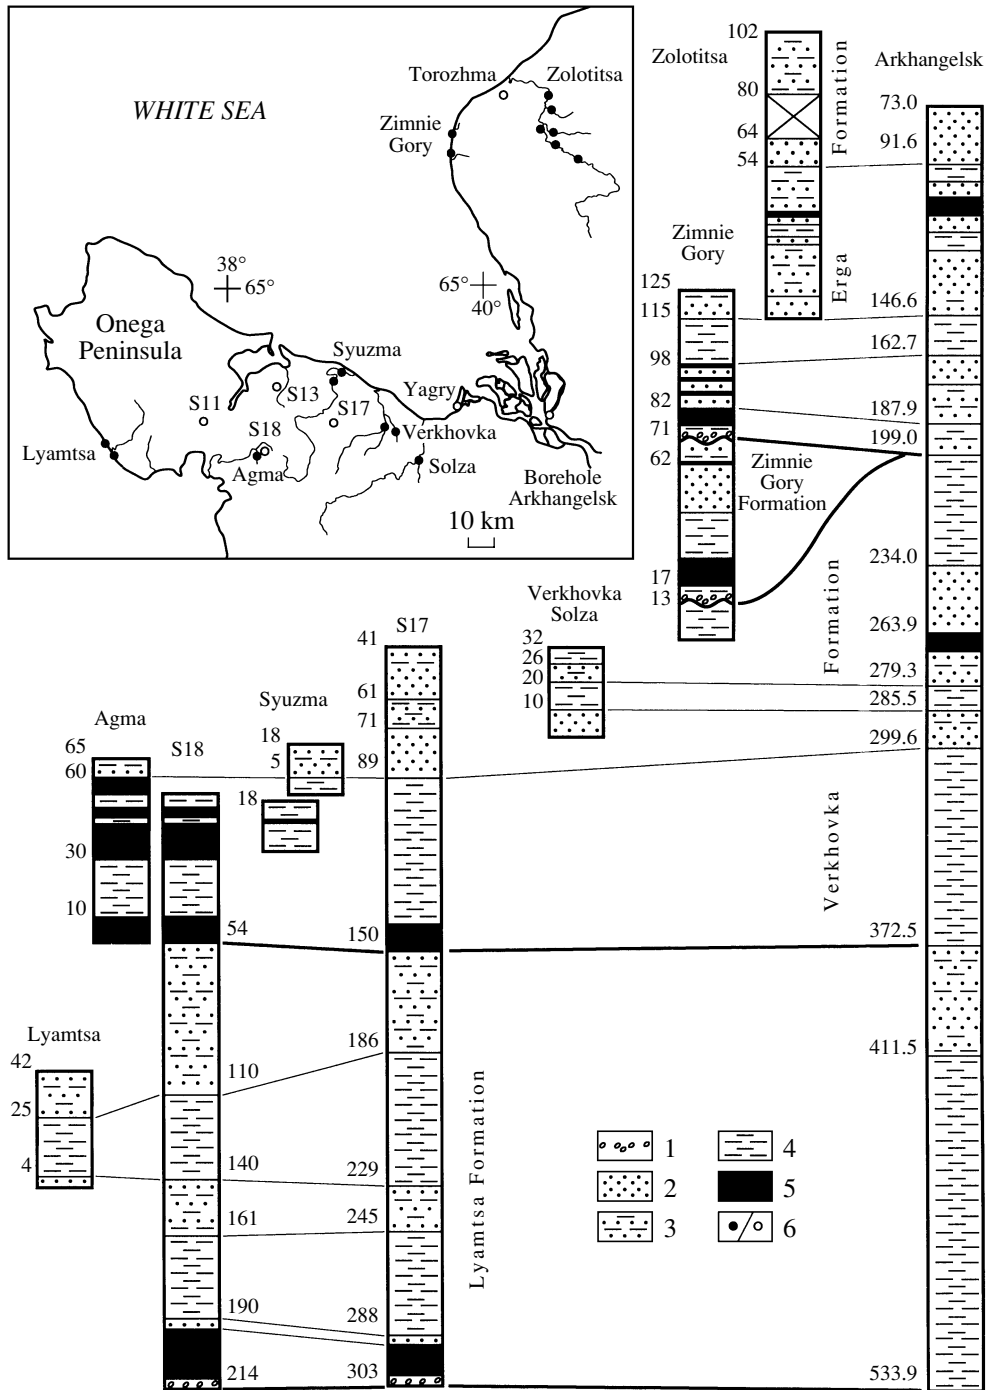 WHITE SEA
Torozhma
Zolotitsa
Zimnie
Gory
38°
65°
65°
40°
Onega
Peninsula
Syuzma
S11
S13
S17
Yagry
S18
Verkhovka
Lyamtsa
Agma
Solza
Borehole
Arkhangelsk
10 km
Zolotitsa
102
80
64
54
Formation
Erga
Arkhangelsk
73.0
91.6
146.6
162.7
187.9
199.0
234.0
263.9
279.3
285.5
299.6
372.5
411.5
533.9
Zimnie
Gory
125
115
98
82
71
62
17
13
Zimnie
Gory
Formation
Formation
Verkhovka
Verkhovka
Solza
32
26
20
10
S17
41
61
71
89
150
186
229
245
288
303
Syuzma
18
5
18
Agma
65
60
30
10
S18
54
110
140
161
190
214
Lyamtsa
42
25
4
Lyamtsa Formation
1
2
3
4
5
6